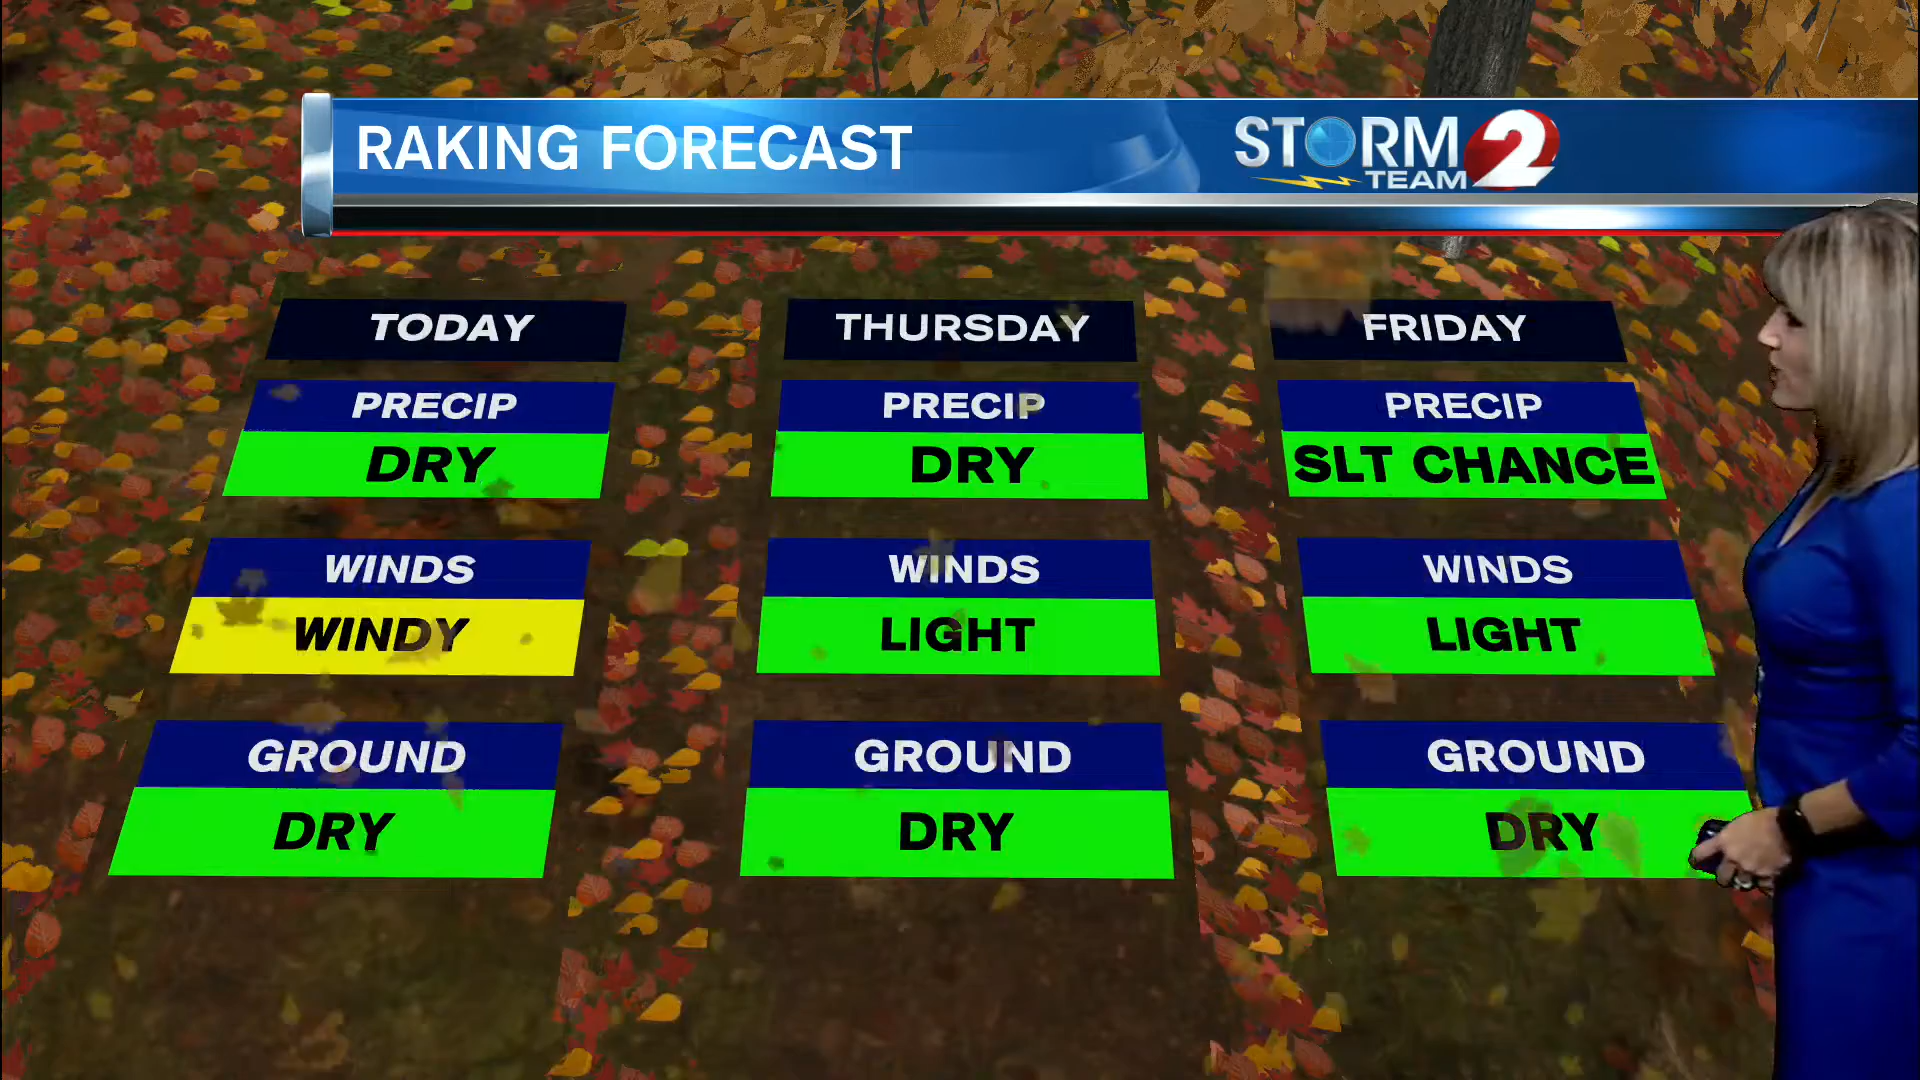 RAKING FORECAST
STORM
TEAM 2
TODAY
PRECIP
DRY
WINDS
WINDY
GROUND
DRY
THURSDAY
PRECIP
DRY
WINDS
LIGHT
GROUND
DRY
FRIDAY
PRECIP
SLT CHANCE
WINDS
LIGHT
GROUND
DRY